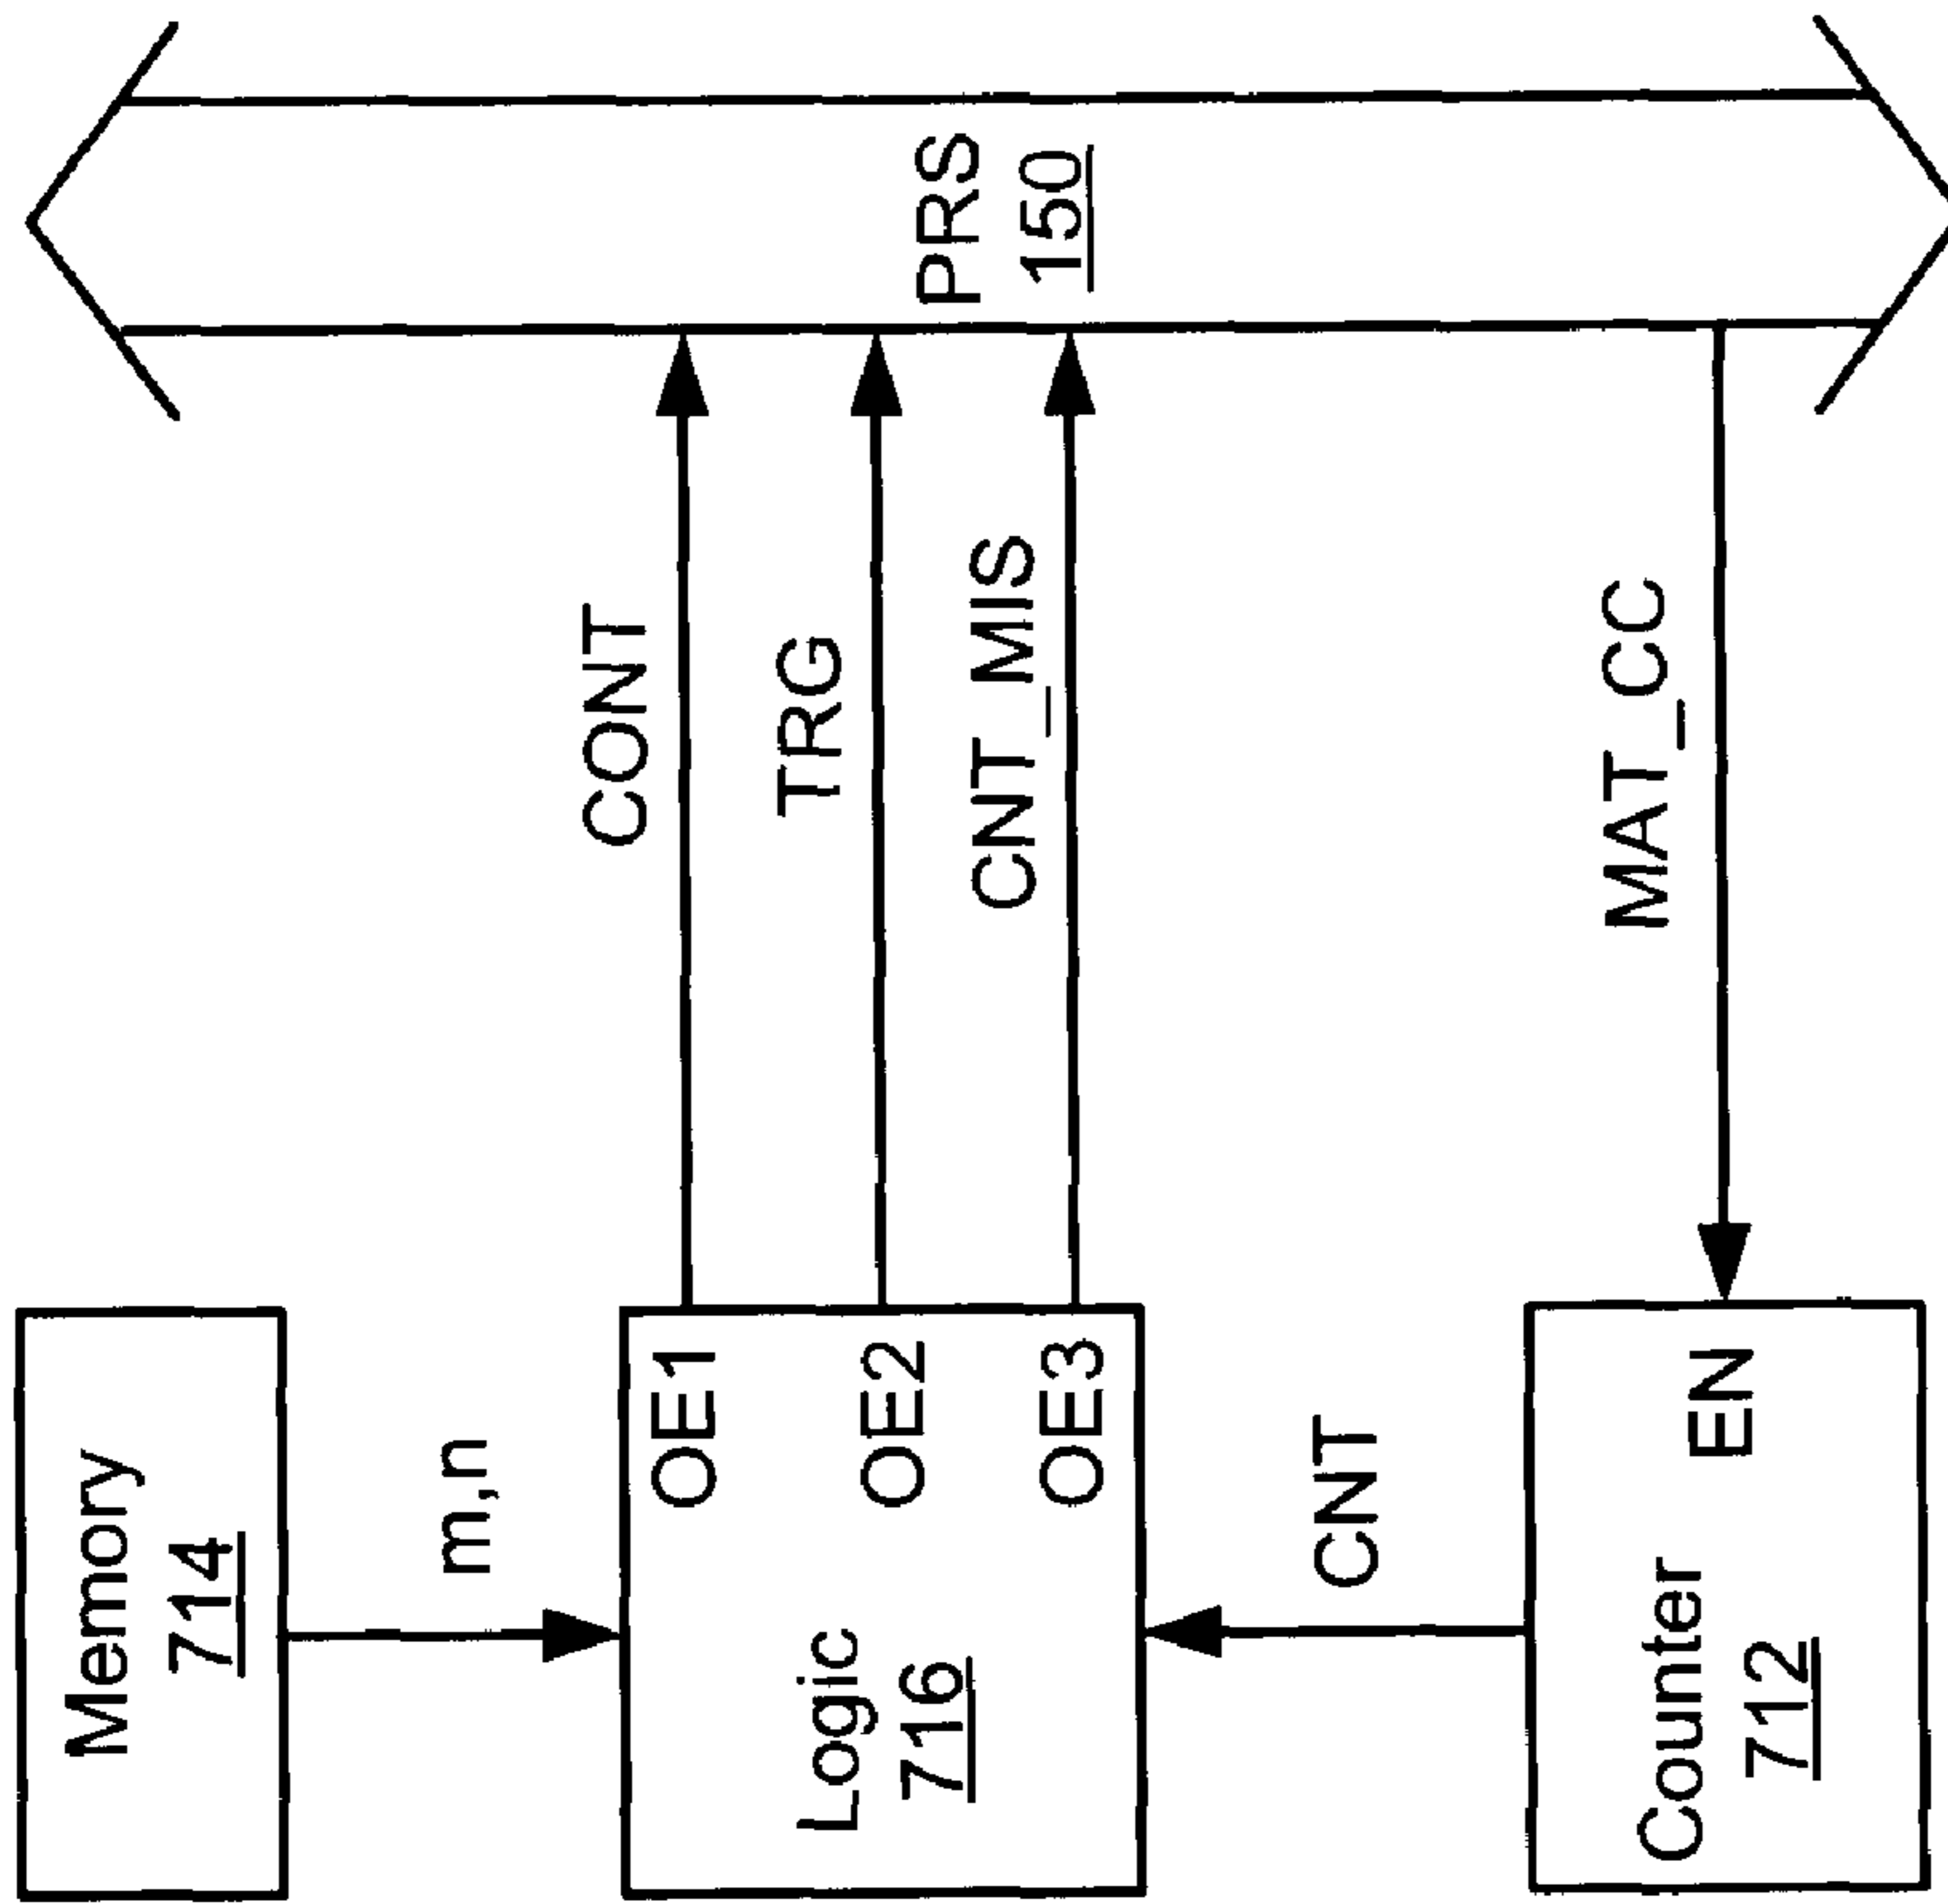 Memory
714
m,n
Logic
716
OE1
OE2
OE3
CNT
Counter
712
EN
CONT
TRG
CNT_MIS
MAT_CC
PRS
150